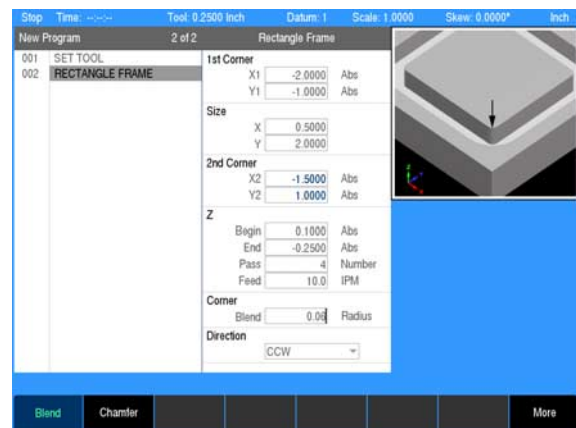 Stop Time: --:--:-- Tool: 0.2500 Inch Datum: 1 Scale: 1.0000 Skew: 0.0000° Inch
New Program 2 of 2 Rectangle Frame
001 SET TOOL
002 RECTANGLE FRAME
1st Corner
X1 -2.0000 Abs
Y1 -1.0000 Abs
Size
X 0.5000
Y 2.0000
2nd Corner
X2 -1.5000 Abs
Y2 1.0000 Abs
Z
Begin 0.1000 Abs
End -0.2500 Abs
Pass 4 Number
Feed 10.0 IPM
Corner
Blend 0.06 Radius
Direction
CCW
Blend Chamfer More